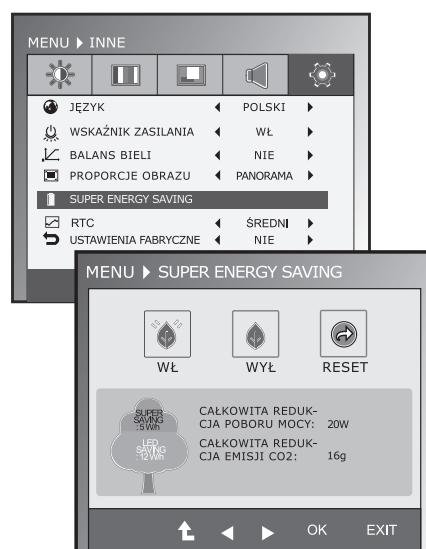 MENU ▶ INNE
JĘZYK ◀ POLSKI ▶
WSKAŹNIK ZASILANIA ◀ WŁ ▶
BALANS BIELI ◀ NIE ▶
PROPORCJE OBRAZU ◀ PANORAMA ▶
SUPER ENERGY SAVING
RTC ◀ ŚREDNI ▶
USTAWIENIA FABRYCZNE ◀ NIE ▶
MENU ▶ SUPER ENERGY SAVING
WŁ WYŁ RESET
SUPER
SAVING
: 5 W/h
LED
SAVING
: 12 W/h
CAŁKOWITA REDUK-
CJA POBORU MOCY: 20W
CAŁKOWITA REDUK-
CJA EMISJI CO2: 16g
OK EXIT